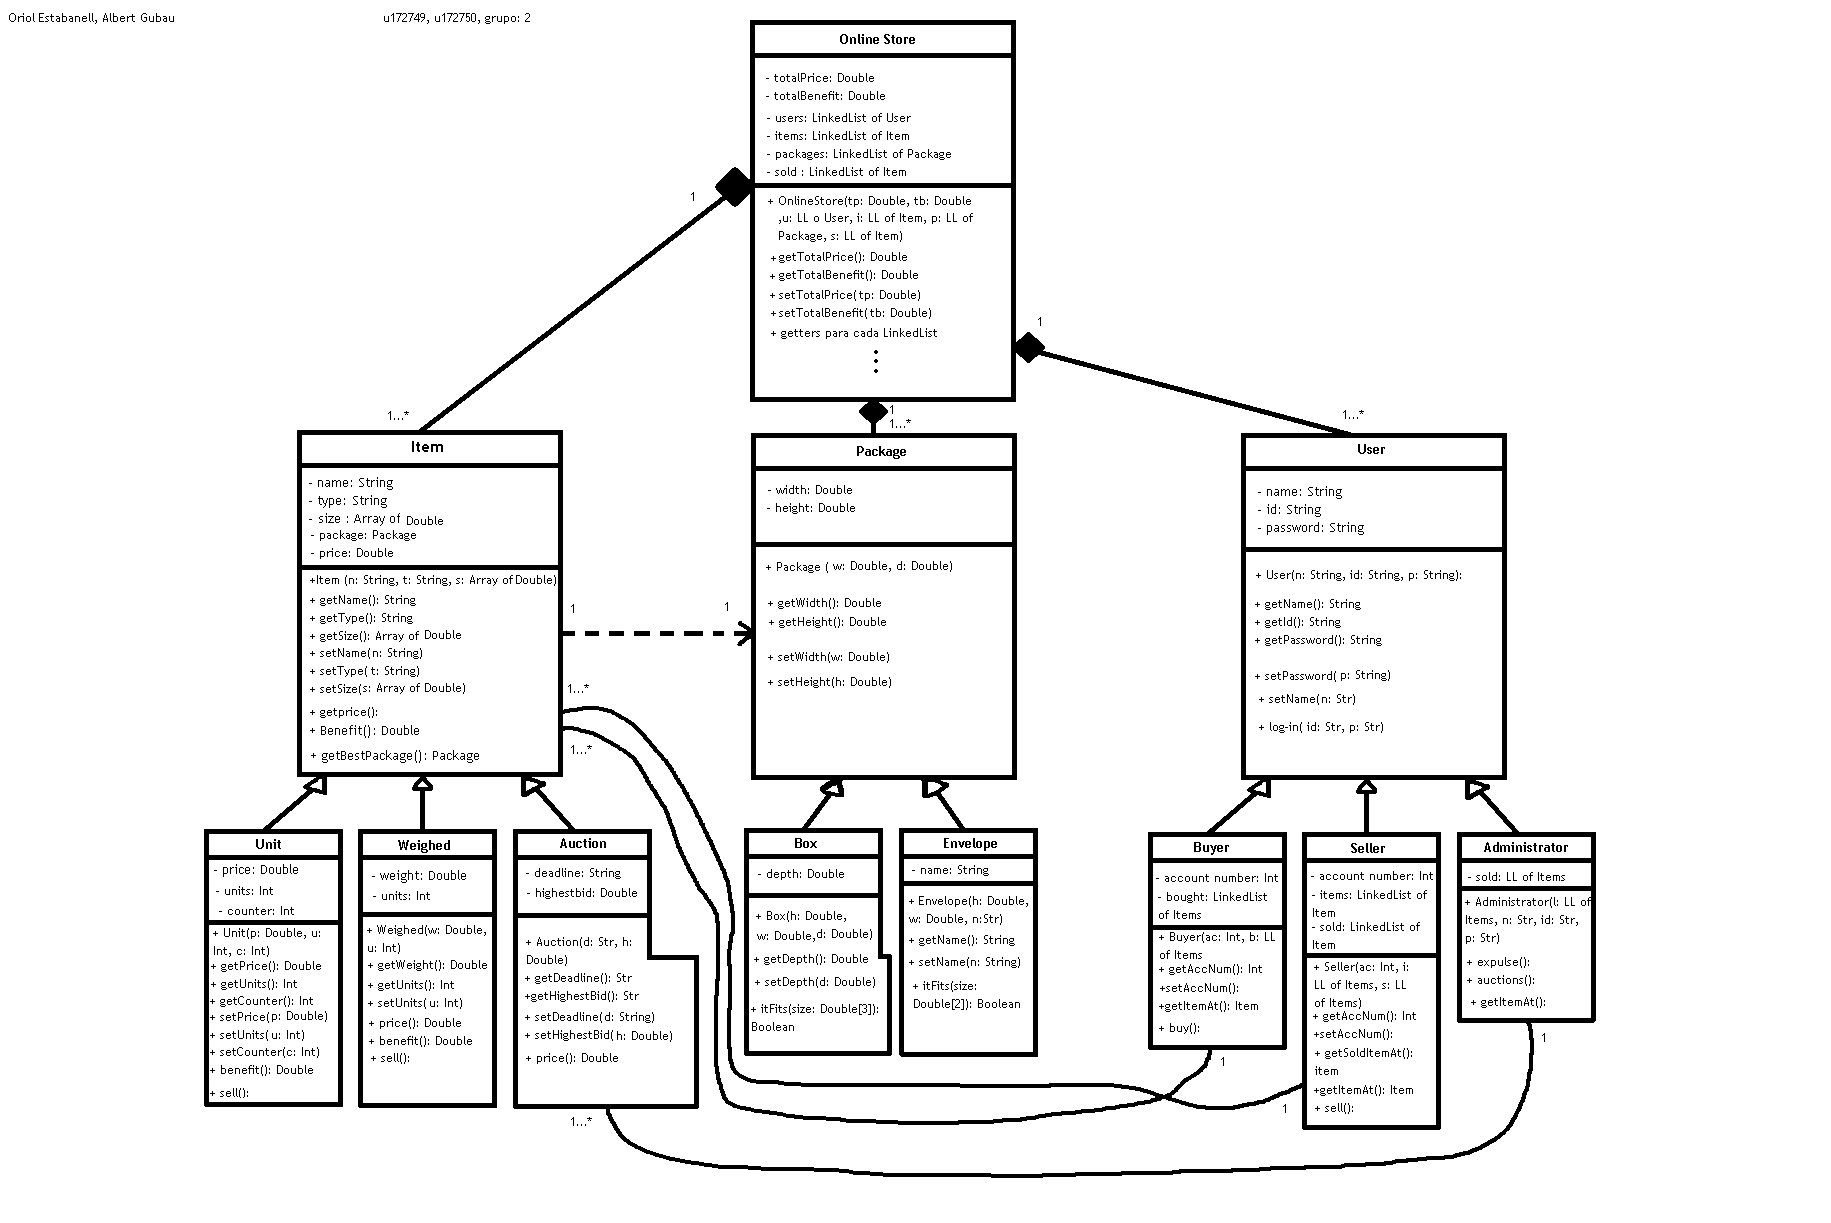 Oriol Estabanell, Albert Gubau
u172749, u172750, grupo: 2
Online Store
- totalPrice: Double
- totalBenefit: Double
- users: LinkedList of User
- items: LinkedList of Item
- packages: LinkedList of Package
- sold : LinkedList of Item
+ OnlineStore(tp: Double, tb: Double
,u: LL o User, i: LL of Item, p: LL of
Package, s: LL of Item)
+ getTotalPrice(): Double
+ getTotalBenefit(): Double
+ setTotalPrice( tp: Double)
+ setTotalBenefit( tb: Double)
+ getters para cada LinkedList
1
1...*
1
1...*
1
1...*
Item
- name: String
- type: String
- size : Array of Double
- package: Package
- price: Double
+Item (n: String, t: String, s: Array of Double)
+ getName(): String
+ getType(): String
+ getSize(): Array of Double
+ setName(n: String)
+ setType( t: String)
+ setSize(s: Array of Double)
+ getprice():
+ Benefit(): Double
+ getBestPackage(): Package
1
1
1...*
1...*
Package
- width: Double
- height: Double
+ Package ( w: Double, d: Double)
+ getWidth(): Double
+ getHeight(): Double
+ setWidth(w: Double)
+ setHeight(h: Double)
User
- name: String
- id: String
- password: String
+ User(n: String, id: String, p: String):
+ getName(): String
+ getId(): String
+ getPassword(): String
+ setPassword( p: String)
+ setName(n: Str)
+ log-in( id: Str, p: Str)
Unit
- price: Double
- units: Int
- counter: Int
+ Unit(p: Double, u:
Int, c: Int)
+ getPrice(): Double
+ getUnits(): Int
+ getCounter(): Int
+ setPrice(p: Double)
+ setUnits( u: Int)
+ setCounter(c: Int)
+ benefit(): Double
+ sell():
Weighed
- weight: Double
- units: Int
+ Weighed(w: Double,
u: Int)
+ getWeight(): Double
+ getUnits(): Int
+ setUnits( u: Int)
+ price(): Double
+ benefit(): Double
+ sell():
Auction
- deadline: String
- highestbid: Double
+ Auction(d: Str, h:
Double)
+ getDeadline(): Str
+getHighestBid(): Str
+ setDeadline(d: String)
+ setHighestBid( h: Double)
+ price(): Double
1...*
Box
- depth: Double
+ Box(h: Double,
w: Double,d: Double)
+ getDepth(): Double
+ setDepth(d: Double)
+ itFits(size: Double[3]):
Boolean
Envelope
- name: String
+ Envelope(h: Double,
w: Double, n:Str)
+ getName(): String
+ setName(n: String)
+ itFits(size:
Double[2]): Boolean
Buyer
- account number: Int
- bought: LinkedList
of Items
+ Buyer(ac: Int, b: LL
of Items
+ getAccNum(): Int
+setAccNum():
+getItemAt(): Item
+ buy():
1
Seller
- account number: Int
- items: LinkedList of
Item
- sold: LinkedList of
Item
+ Seller(ac: Int, i:
LL of Items, s: LL
of Items)
+ getAccNum(): Int
+setAccNum():
+ getSoldItemAt():
item
+getItemAt(): Item
+ sell():
1
Administrator
- sold: LL of Items
+ Administrator(l: LL of
Items, n: Str, id: Str,
p: Str)
+ expulse():
+ auctions():
+ getItemAt():
1